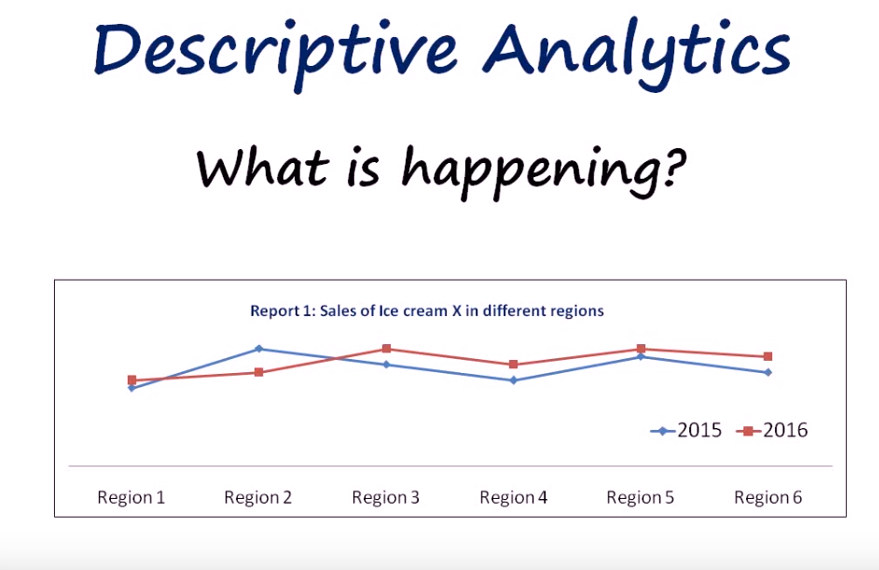 Descriptive Analytics
What is happening?
Report 1: Sales of Ice cream X in different regions
2015 2016
Region 1 Region 2 Region 3 Region 4 Region 5 Region 6